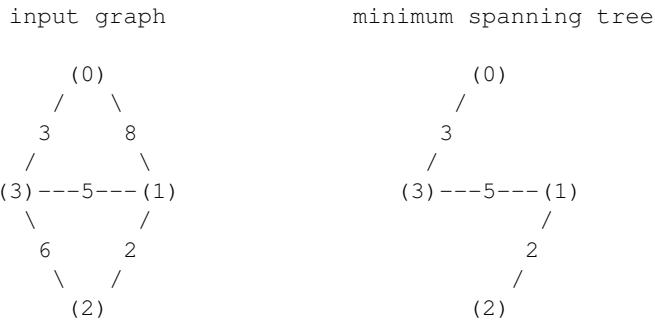 input graph                minimum spanning tree

      (0)                            (0)
     /   \                          /
    3     8                        3
   /       \                      /
(3)---5---(1)                  (3)---5---(1)
   \       /                              /
    6     2                              2
     \   /                              /
      (2)                            (2)